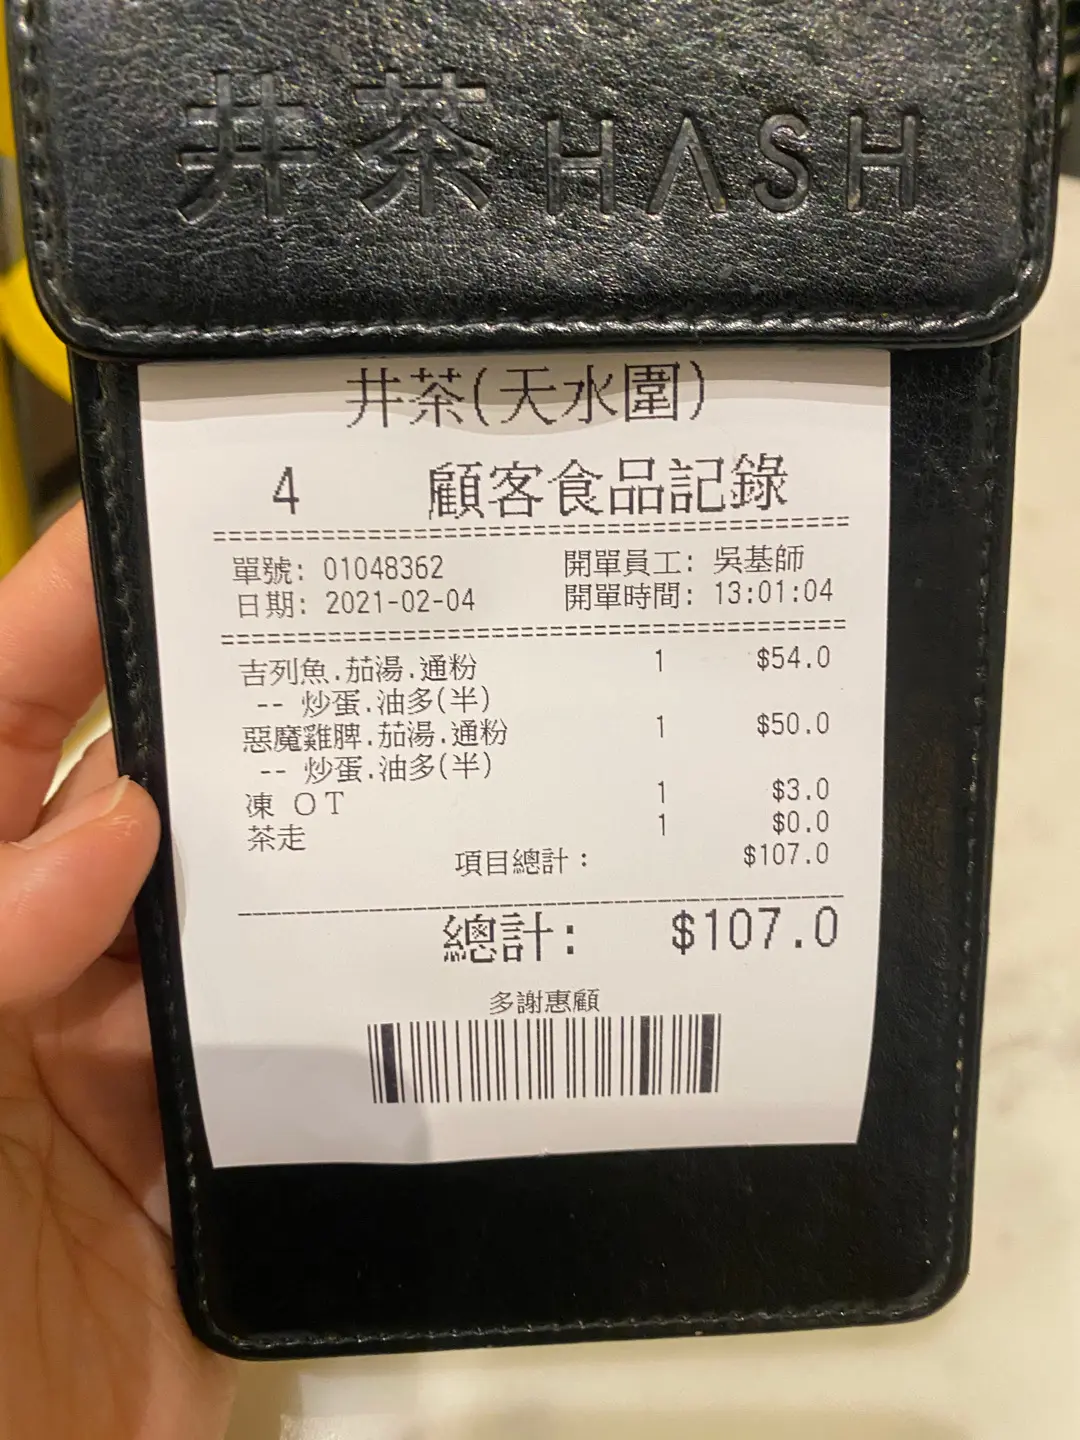 井茶 HASH
井茶(天水圍)
4 顧客食品記錄
單號: 01048362 開單員工: 吳基師
日期: 2021-02-04 開單時間: 13:01:04
吉列魚.茄湯.通粉 1 $54.0
-- 炒蛋.油多(半)
惡魔雞脾.茄湯.通粉 1 $50.0
-- 炒蛋.油多(半)
凍 OT 1 $3.0
茶走 1 $0.0
項目總計： $107.0
總計: $107.0
多謝惠顧